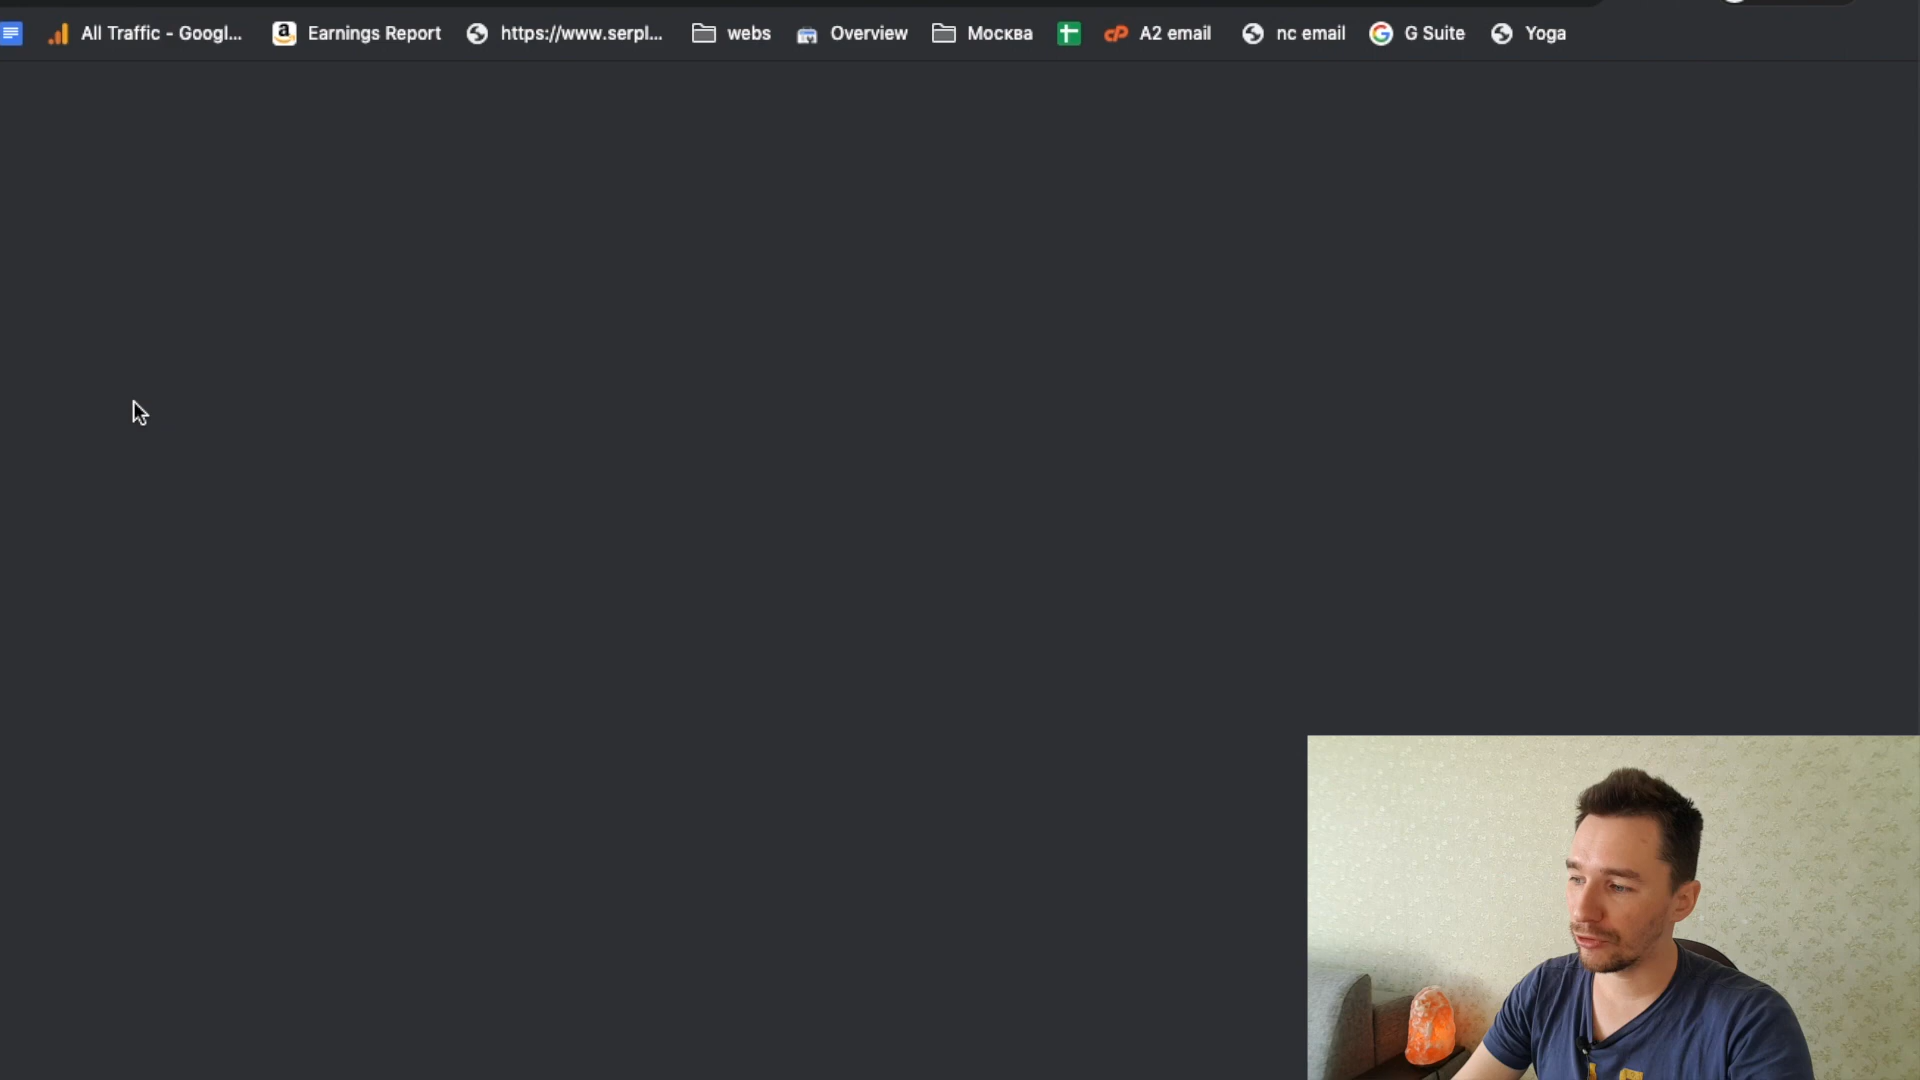 All Traffic - Googl... Earnings Report https://www.serpl... webs Overview Москва A2 email nc email G Suite Yoga